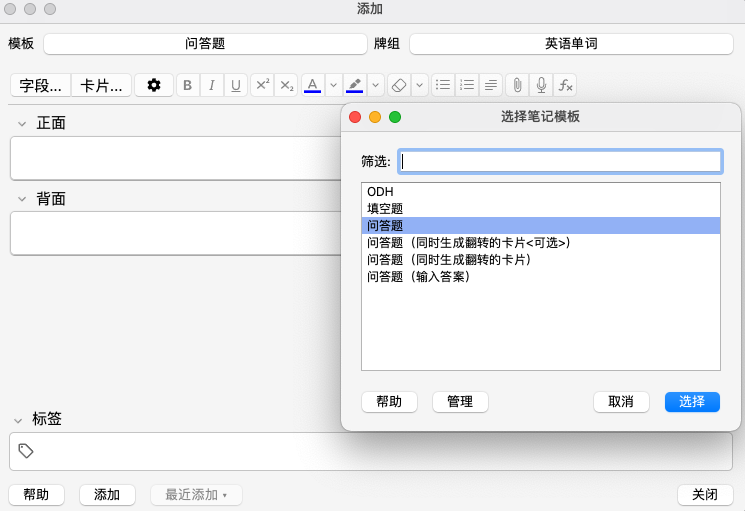 添加
模板 问答题 牌组 英语单词
字段... 卡片... B I U X² X₂ A fx
正面
背面
标签
帮助 添加 最近添加 ▾ 关闭
选择笔记模板
筛选:
ODH
填空题
问答题
问答题（同时生成翻转的卡片<可选>）
问答题（同时生成翻转的卡片）
问答题（输入答案）
帮助 管理 取消 选择